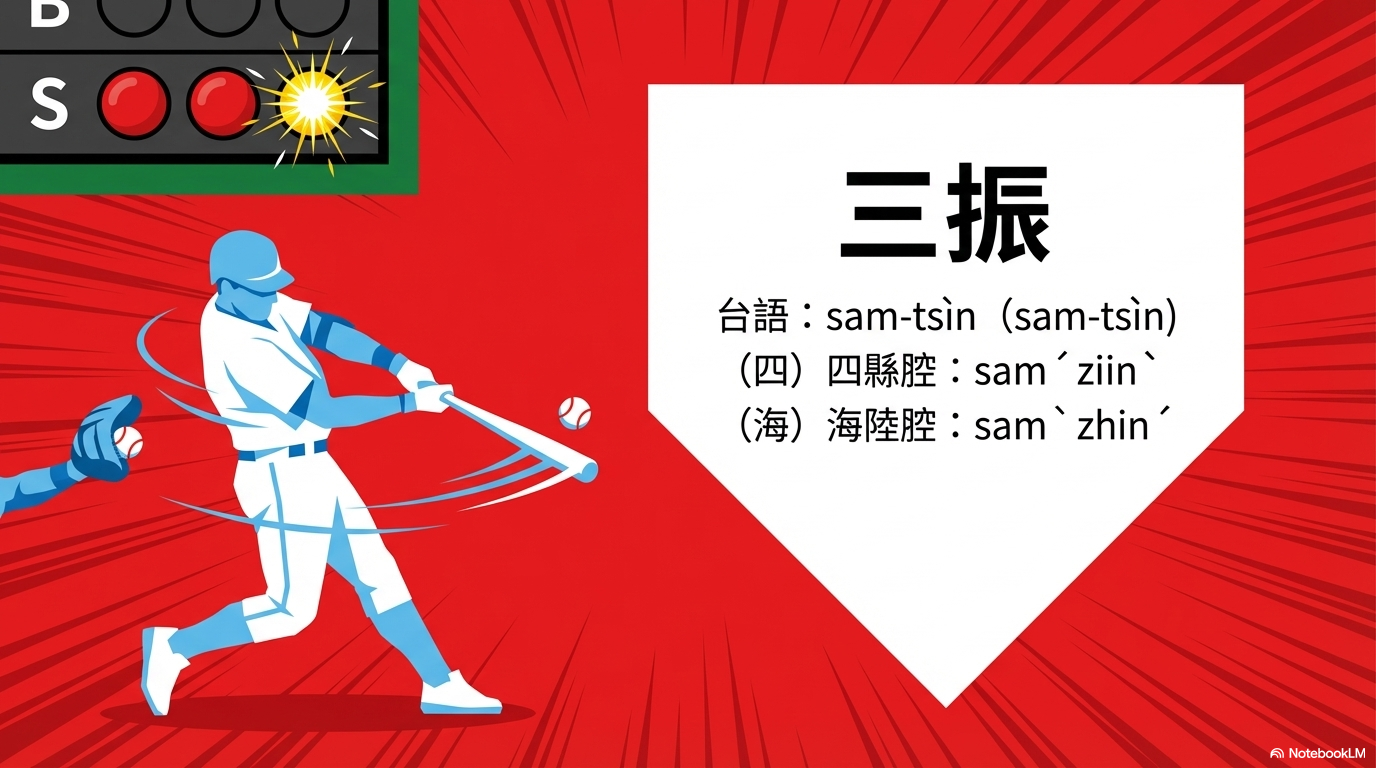 B
S
三振
台語：sam-tsìn（sam-tsìn)
（四）四縣腔：samˊziinˋ
（海）海陸腔：samˋzhinˊ
NotebookLM